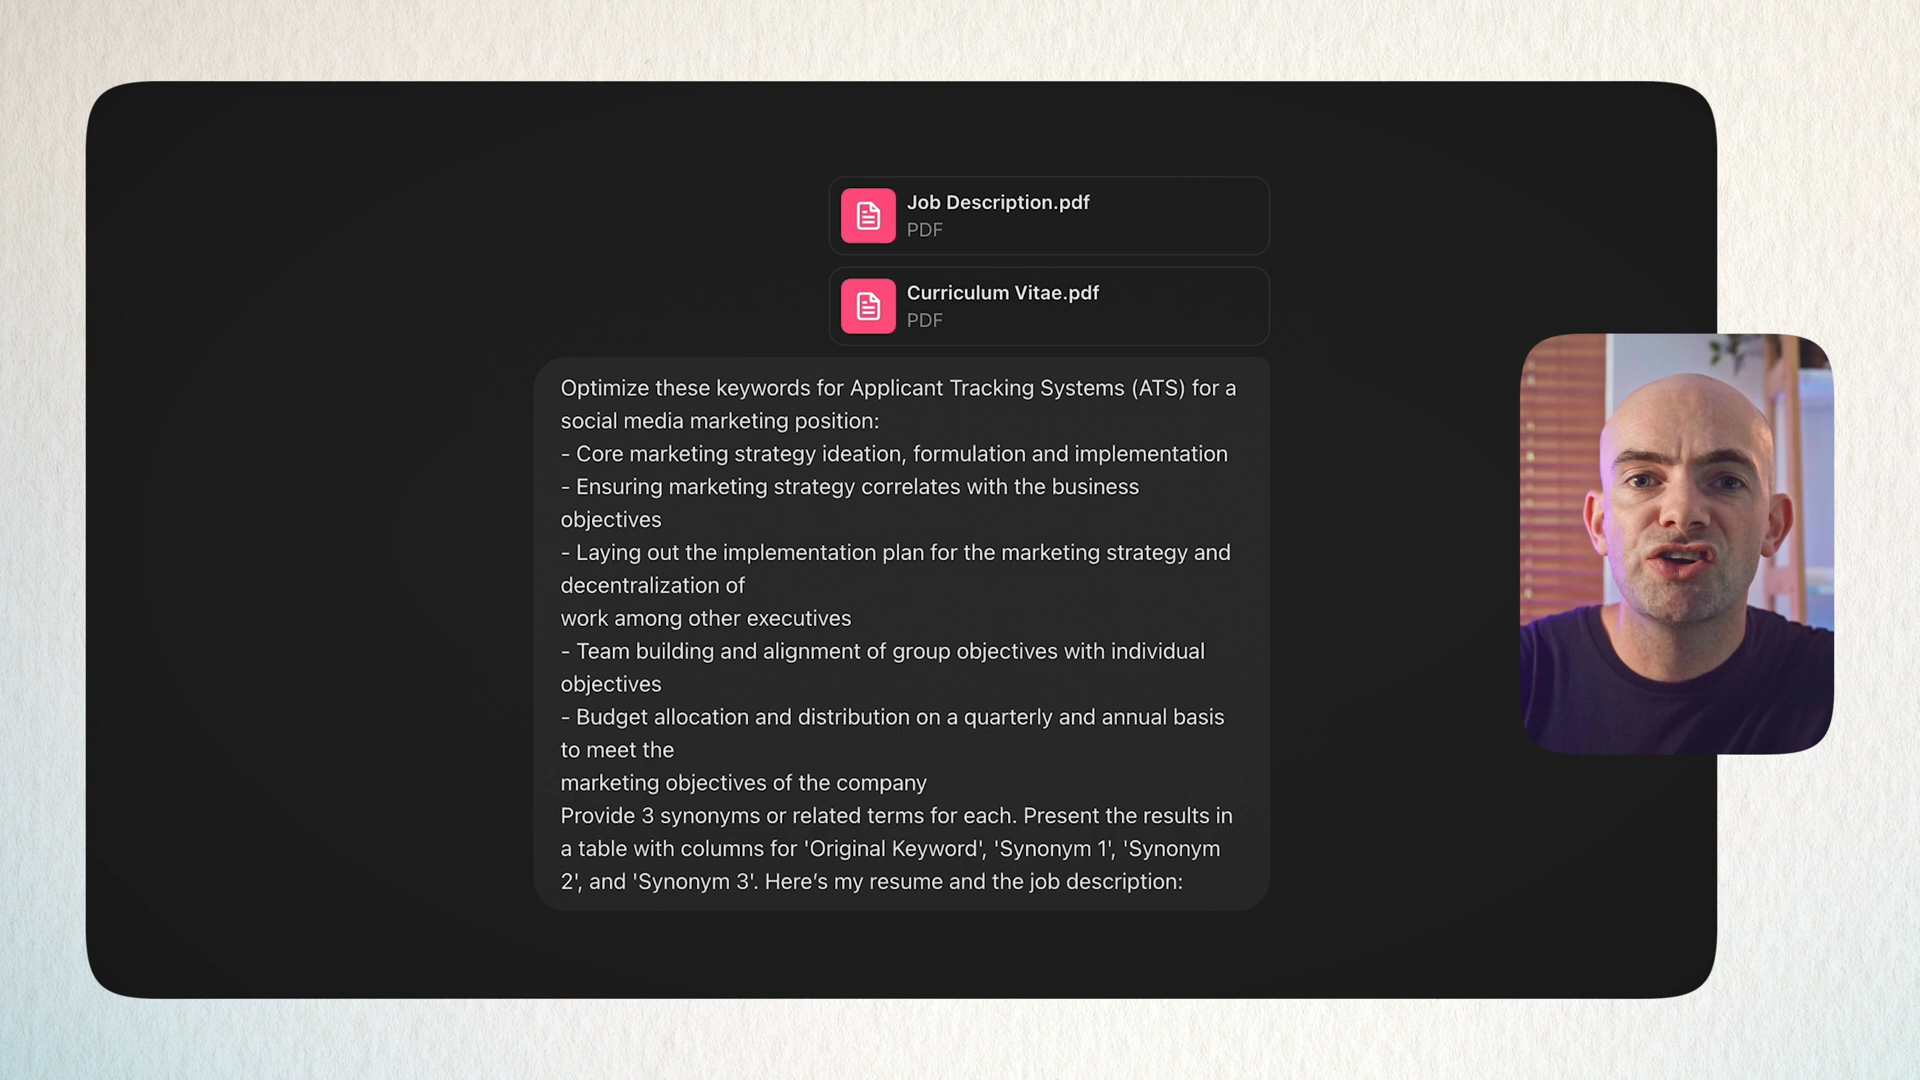 Job Description.pdf
PDF
Curriculum Vitae.pdf
PDF
Optimize these keywords for Applicant Tracking Systems (ATS) for a
social media marketing position:
- Core marketing strategy ideation, formulation and implementation
- Ensuring marketing strategy correlates with the business
objectives
- Laying out the implementation plan for the marketing strategy and
decentralization of
work among other executives
- Team building and alignment of group objectives with individual
objectives
- Budget allocation and distribution on a quarterly and annual basis
to meet the
marketing objectives of the company
Provide 3 synonyms or related terms for each. Present the results in
a table with columns for 'Original Keyword', 'Synonym 1', 'Synonym
2', and 'Synonym 3'. Here’s my resume and the job description: